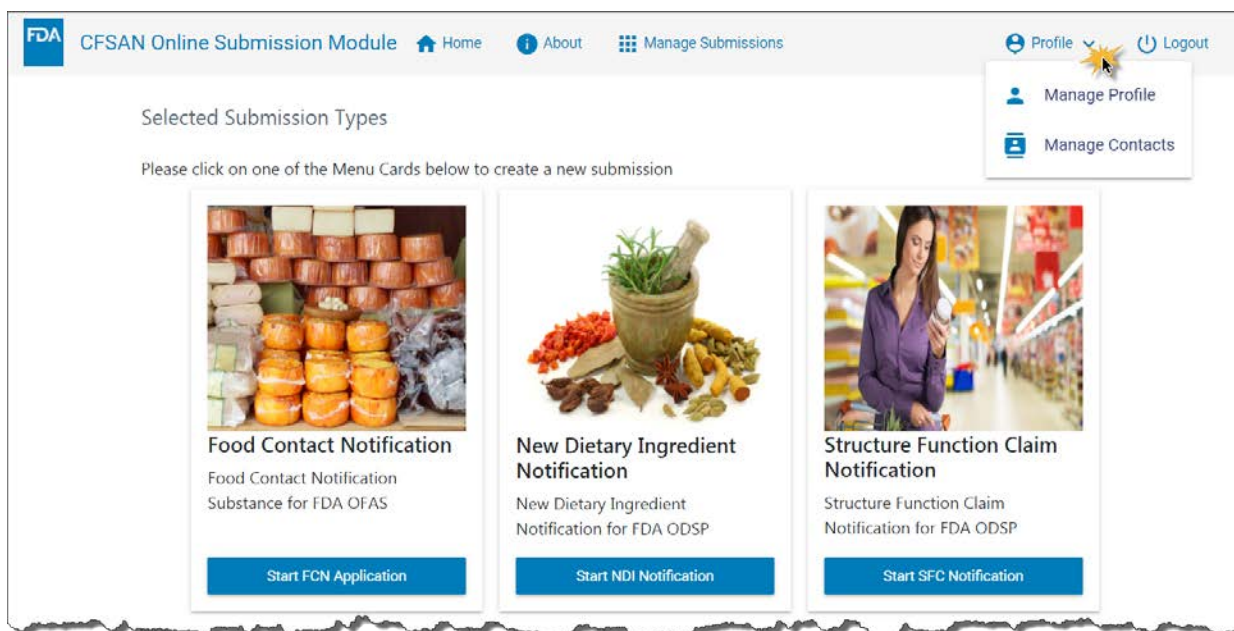 FDA
CFSAN Online Submission Module Home About Manage Submissions Profile Logout
Manage Profile
Manage Contacts
Selected Submission Types
Please click on one of the Menu Cards below to create a new submission
Food Contact Notification
Food Contact Notification
Substance for FDA OFAS
Start FCN Application
New Dietary Ingredient
Notification
New Dietary Ingredient
Notification for FDA ODSP
Start NDI Notification
Structure Function Claim
Notification
Structure Function Claim
Notification for FDA ODSP
Start SFC Notification